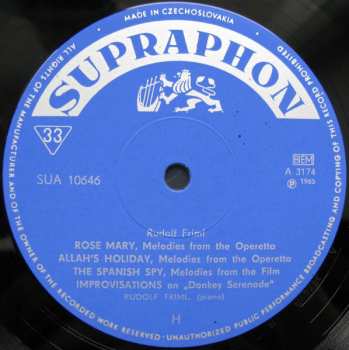 MADE IN CZECHOSLOVAKIA
ALL RIGHTS OF THE MANUFACTURER AND OF THE OWNER OF THE RECORDED WORK RESERVED - UNAUTHORIZED PUBLIC PERFORMANCE BROADCASTING AND COPYING OF THIS RECORD PROHIBITED
SUPRAPHON
33
SUA 10646
BIEM
A 3174
Ⓟ 1965
Rudolf Friml
ROSE MARY, Melodies from the Operetta
ALLAH'S HOLIDAY, Melodies from the Operetta
THE SPANISH SPY, Melodies from the Film
IMPROVISATIONS on „Donkey Serenade"
RUDOLF FRIML (piano)
H